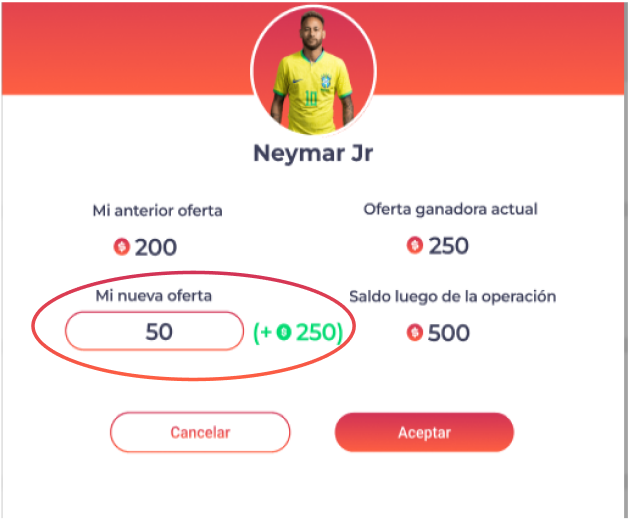 10
Neymar Jr
Mi anterior oferta
200
Oferta ganadora actual
250
Mi nueva oferta
50 (+ 250)
Saldo luego de la operación
500
Cancelar
Aceptar